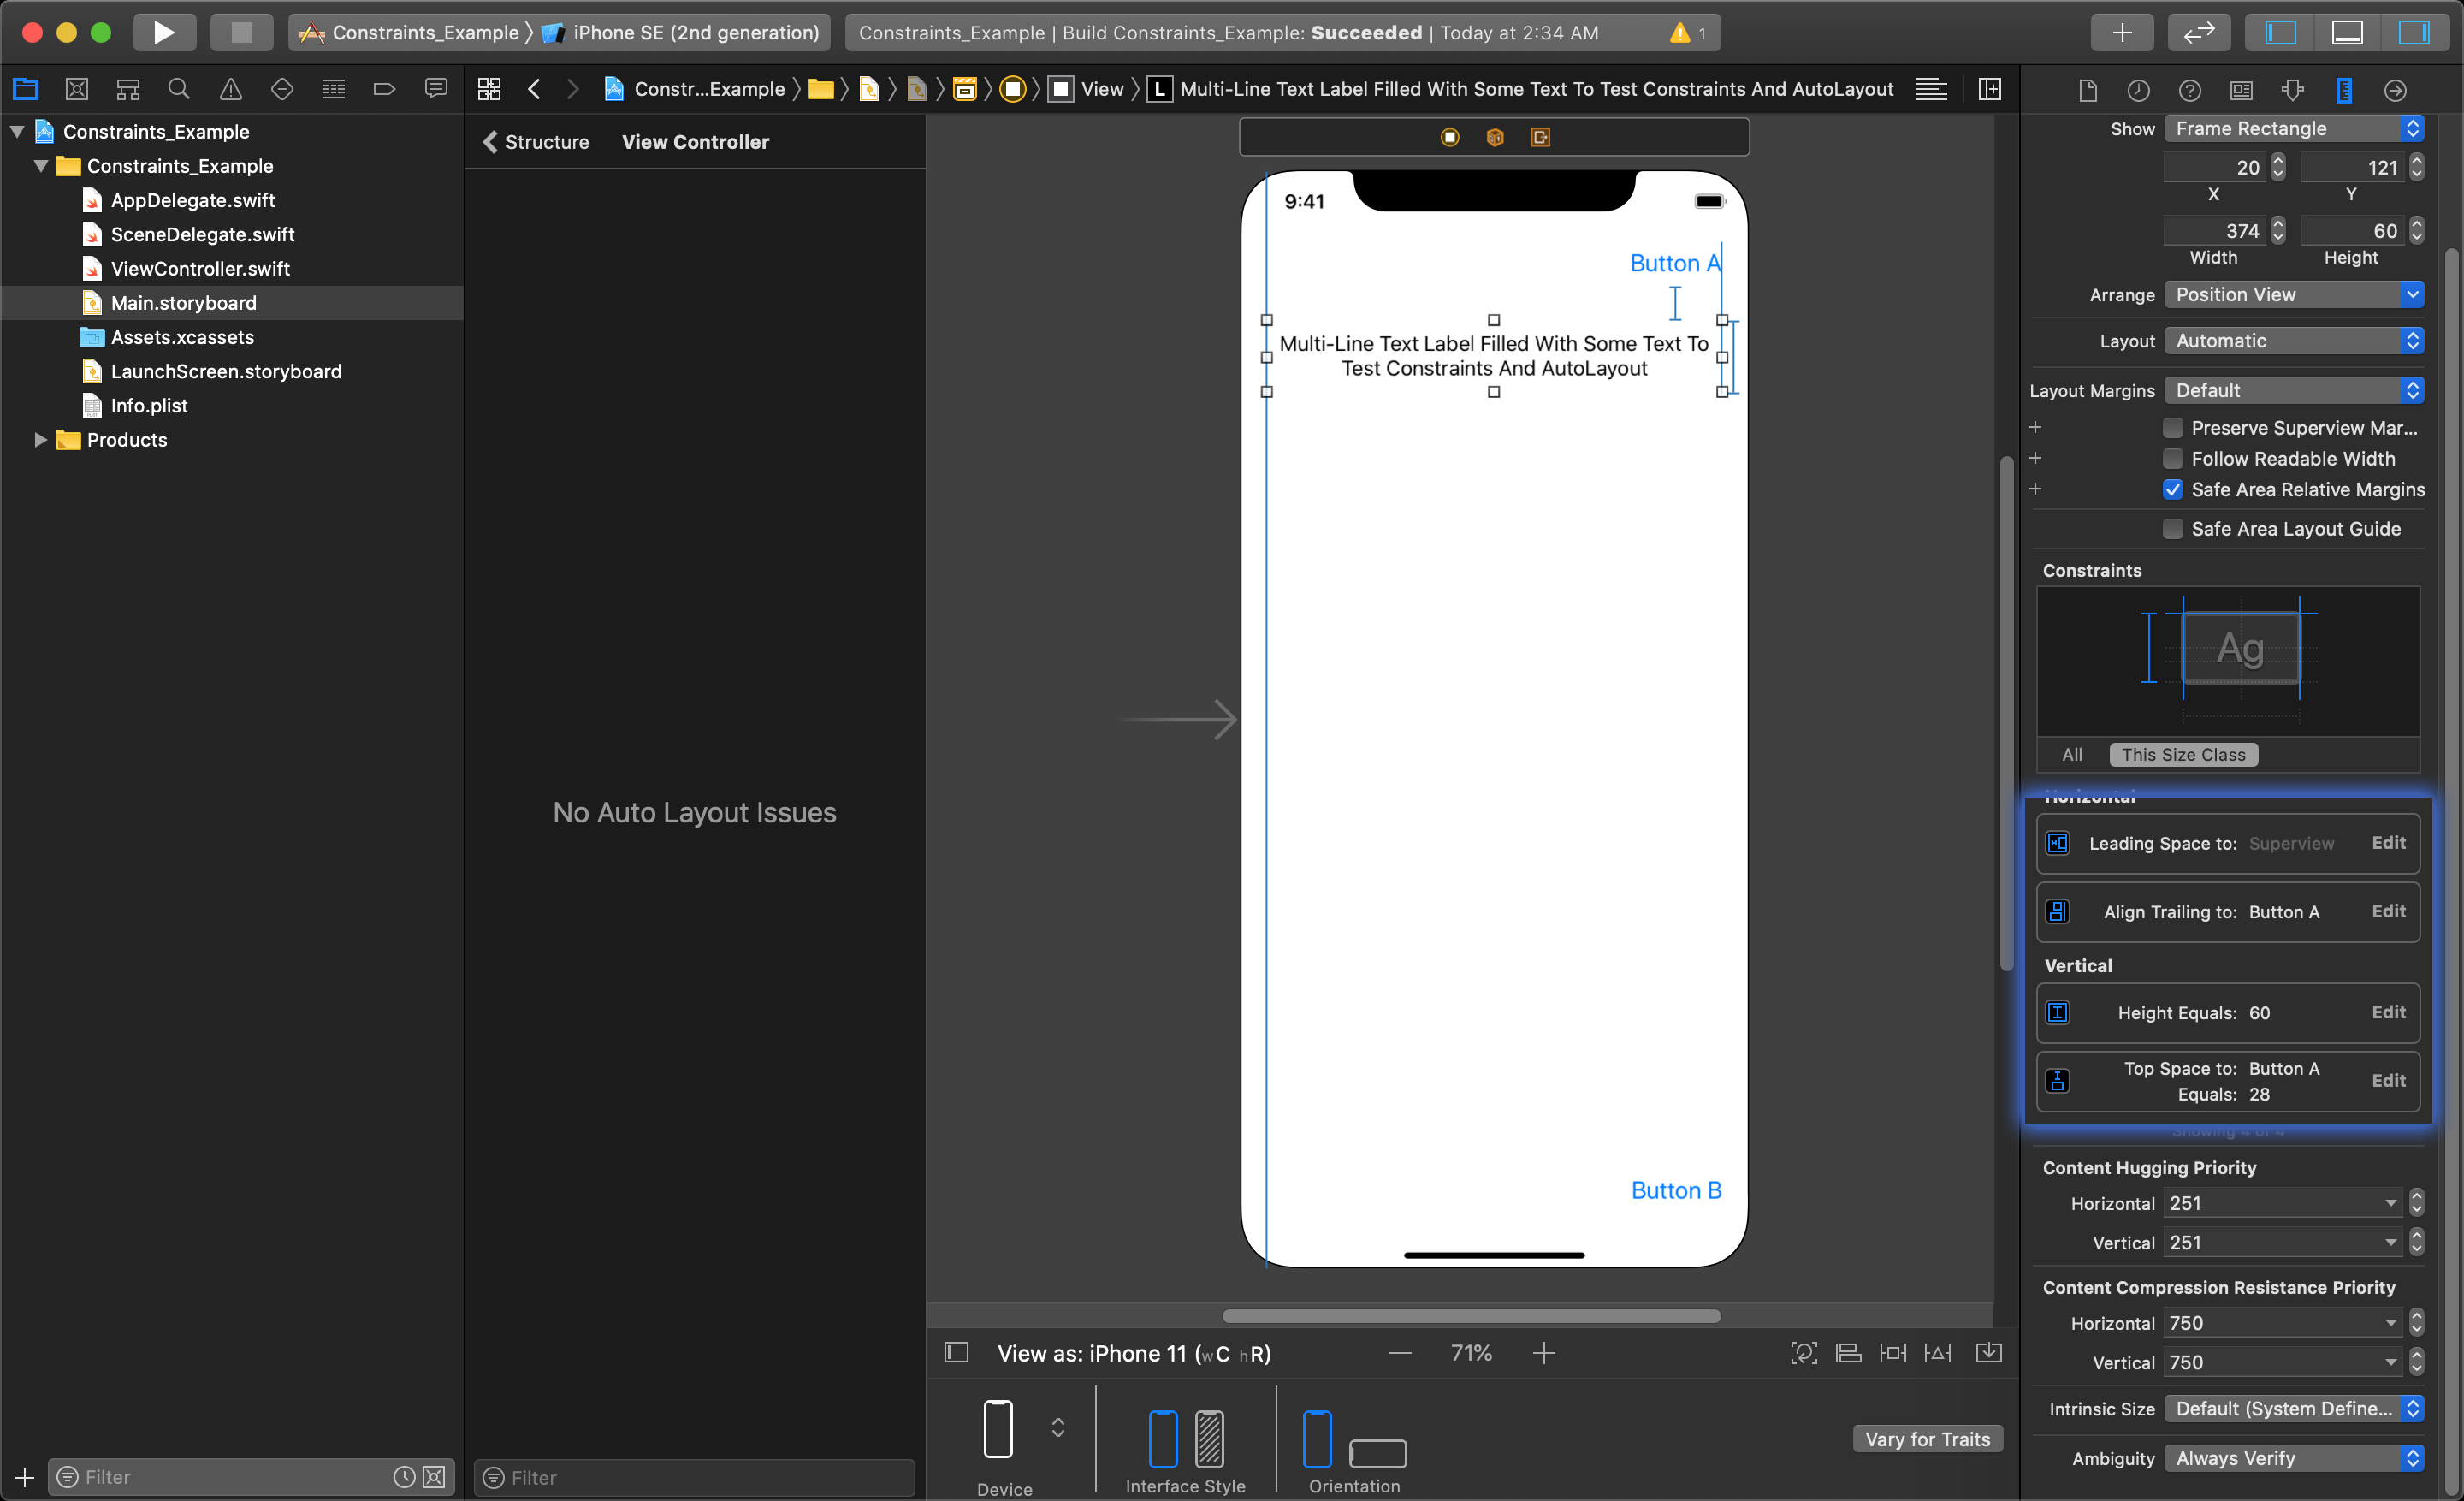 Constraints_Example
iPhone SE (2nd generation)
Constraints_Example | Build Constraints_Example: Succeeded | Today at 2:34 AM
1
Constr...Example
View
L
Multi-Line Text Label Filled With Some Text To Test Constraints And AutoLayout
Constraints_Example
Constraints_Example
AppDelegate.swift
SceneDelegate.swift
ViewController.swift
Main.storyboard
Assets.xcassets
LaunchScreen.storyboard
Info.plist
Products
Filter
Structure
View Controller
No Auto Layout Issues
Filter
9:41
Button A
Multi-Line Text Label Filled With Some Text To
Test Constraints And AutoLayout
Button B
View as: iPhone 11 (wC hR)
71%
Device
Interface Style
Orientation
Vary for Traits
Show
Frame Rectangle
20
121
X
Y
374
60
Width
Height
Arrange
Position View
Layout
Automatic
Layout Margins
Default
Preserve Superview Mar...
Follow Readable Width
Safe Area Relative Margins
Safe Area Layout Guide
Constraints
Ag
All
This Size Class
Horizontal
Leading Space to: Superview
Edit
Align Trailing to: Button A
Edit
Vertical
Height Equals: 60
Edit
Top Space to: Button A
Equals: 28
Edit
Showing 4 of 4
Content Hugging Priority
Horizontal
251
Vertical
251
Content Compression Resistance Priority
Horizontal
750
Vertical
750
Intrinsic Size
Default (System Define...
Ambiguity
Always Verify